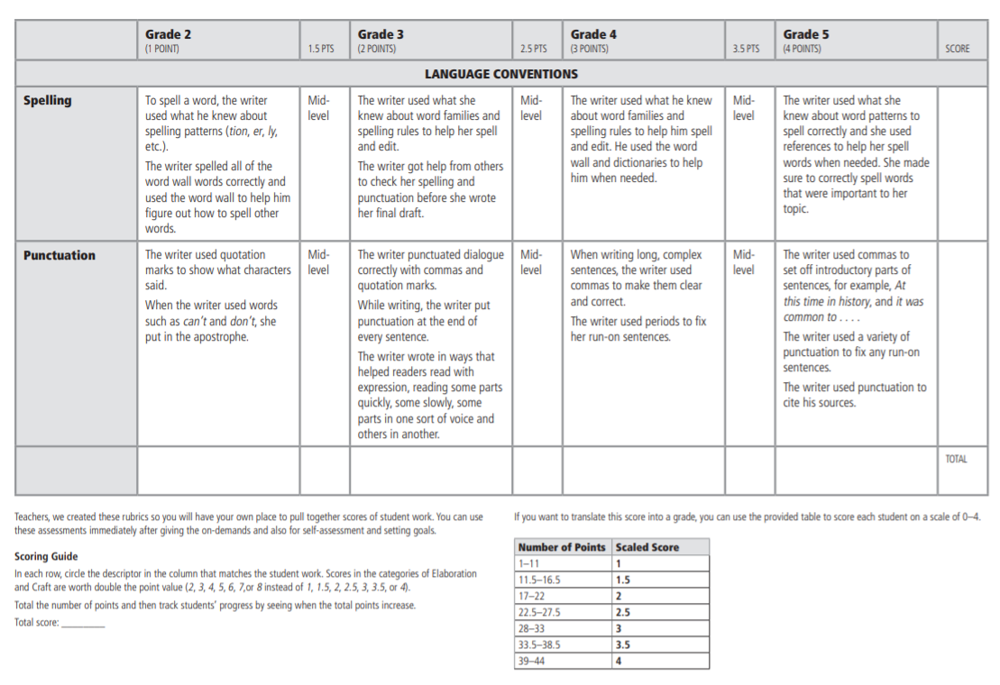 Grade 2
(1 POINT)
1.5 PTS
Grade 3
(2 POINTS)
2.5 PTS
Grade 4
(3 POINTS)
3.5 PTS
Grade 5
(4 POINTS)
SCORE
LANGUAGE CONVENTIONS
Spelling
To spell a word, the writer
used what he knew about
spelling patterns (tion, er, ly,
etc.).
The writer spelled all of the
word wall words correctly and
used the word wall to help him
figure out how to spell other
words.
Mid-
level
The writer used what she
knew about word families and
spelling rules to help her spell
and edit.
The writer got help from others
to check her spelling and
punctuation before she wrote
her final draft.
Mid-
level
The writer used what he knew
about word families and
spelling rules to help him spell
and edit. He used the word
wall and dictionaries to help
him when needed.
Mid-
level
The writer used what she
knew about word patterns to
spell correctly and she used
references to help her spell
words when needed. She made
sure to correctly spell words
that were important to her
topic.
Punctuation
The writer used quotation
marks to show what characters
said.
When the writer used words
such as can't and don't, she
put in the apostrophe.
Mid-
level
The writer punctuated dialogue
correctly with commas and
quotation marks.
While writing, the writer put
punctuation at the end of
every sentence.
The writer wrote in ways that
helped readers read with
expression, reading some parts
quickly, some slowly, some
parts in one sort of voice and
others in another.
Mid-
level
When writing long, complex
sentences, the writer used
commas to make them clear
and correct.
The writer used periods to fix
her run-on sentences.
Mid-
level
The writer used commas to
set off introductory parts of
sentences, for example, At
this time in history, and it was
common to . . . .
The writer used a variety of
punctuation to fix any run-on
sentences.
The writer used punctuation to
cite his sources.
TOTAL
Teachers, we created these rubrics so you will have your own place to pull together scores of student work. You can use
these assessments immediately after giving the on-demands and also for self-assessment and setting goals.
Scoring Guide
In each row, circle the descriptor in the column that matches the student work. Scores in the categories of Elaboration
and Craft are worth double the point value (2, 3, 4, 5, 6, 7,or 8 instead of 1, 1.5, 2, 2.5, 3, 3.5, or 4).
Total the number of points and then track students' progress by seeing when the total points increase.
Total score: ________
If you want to translate this score into a grade, you can use the provided table to score each student on a scale of 0–4.
Number of Points Scaled Score
1–11 1
11.5–16.5 1.5
17–22 2
22.5–27.5 2.5
28–33 3
33.5–38.5 3.5
39–44 4